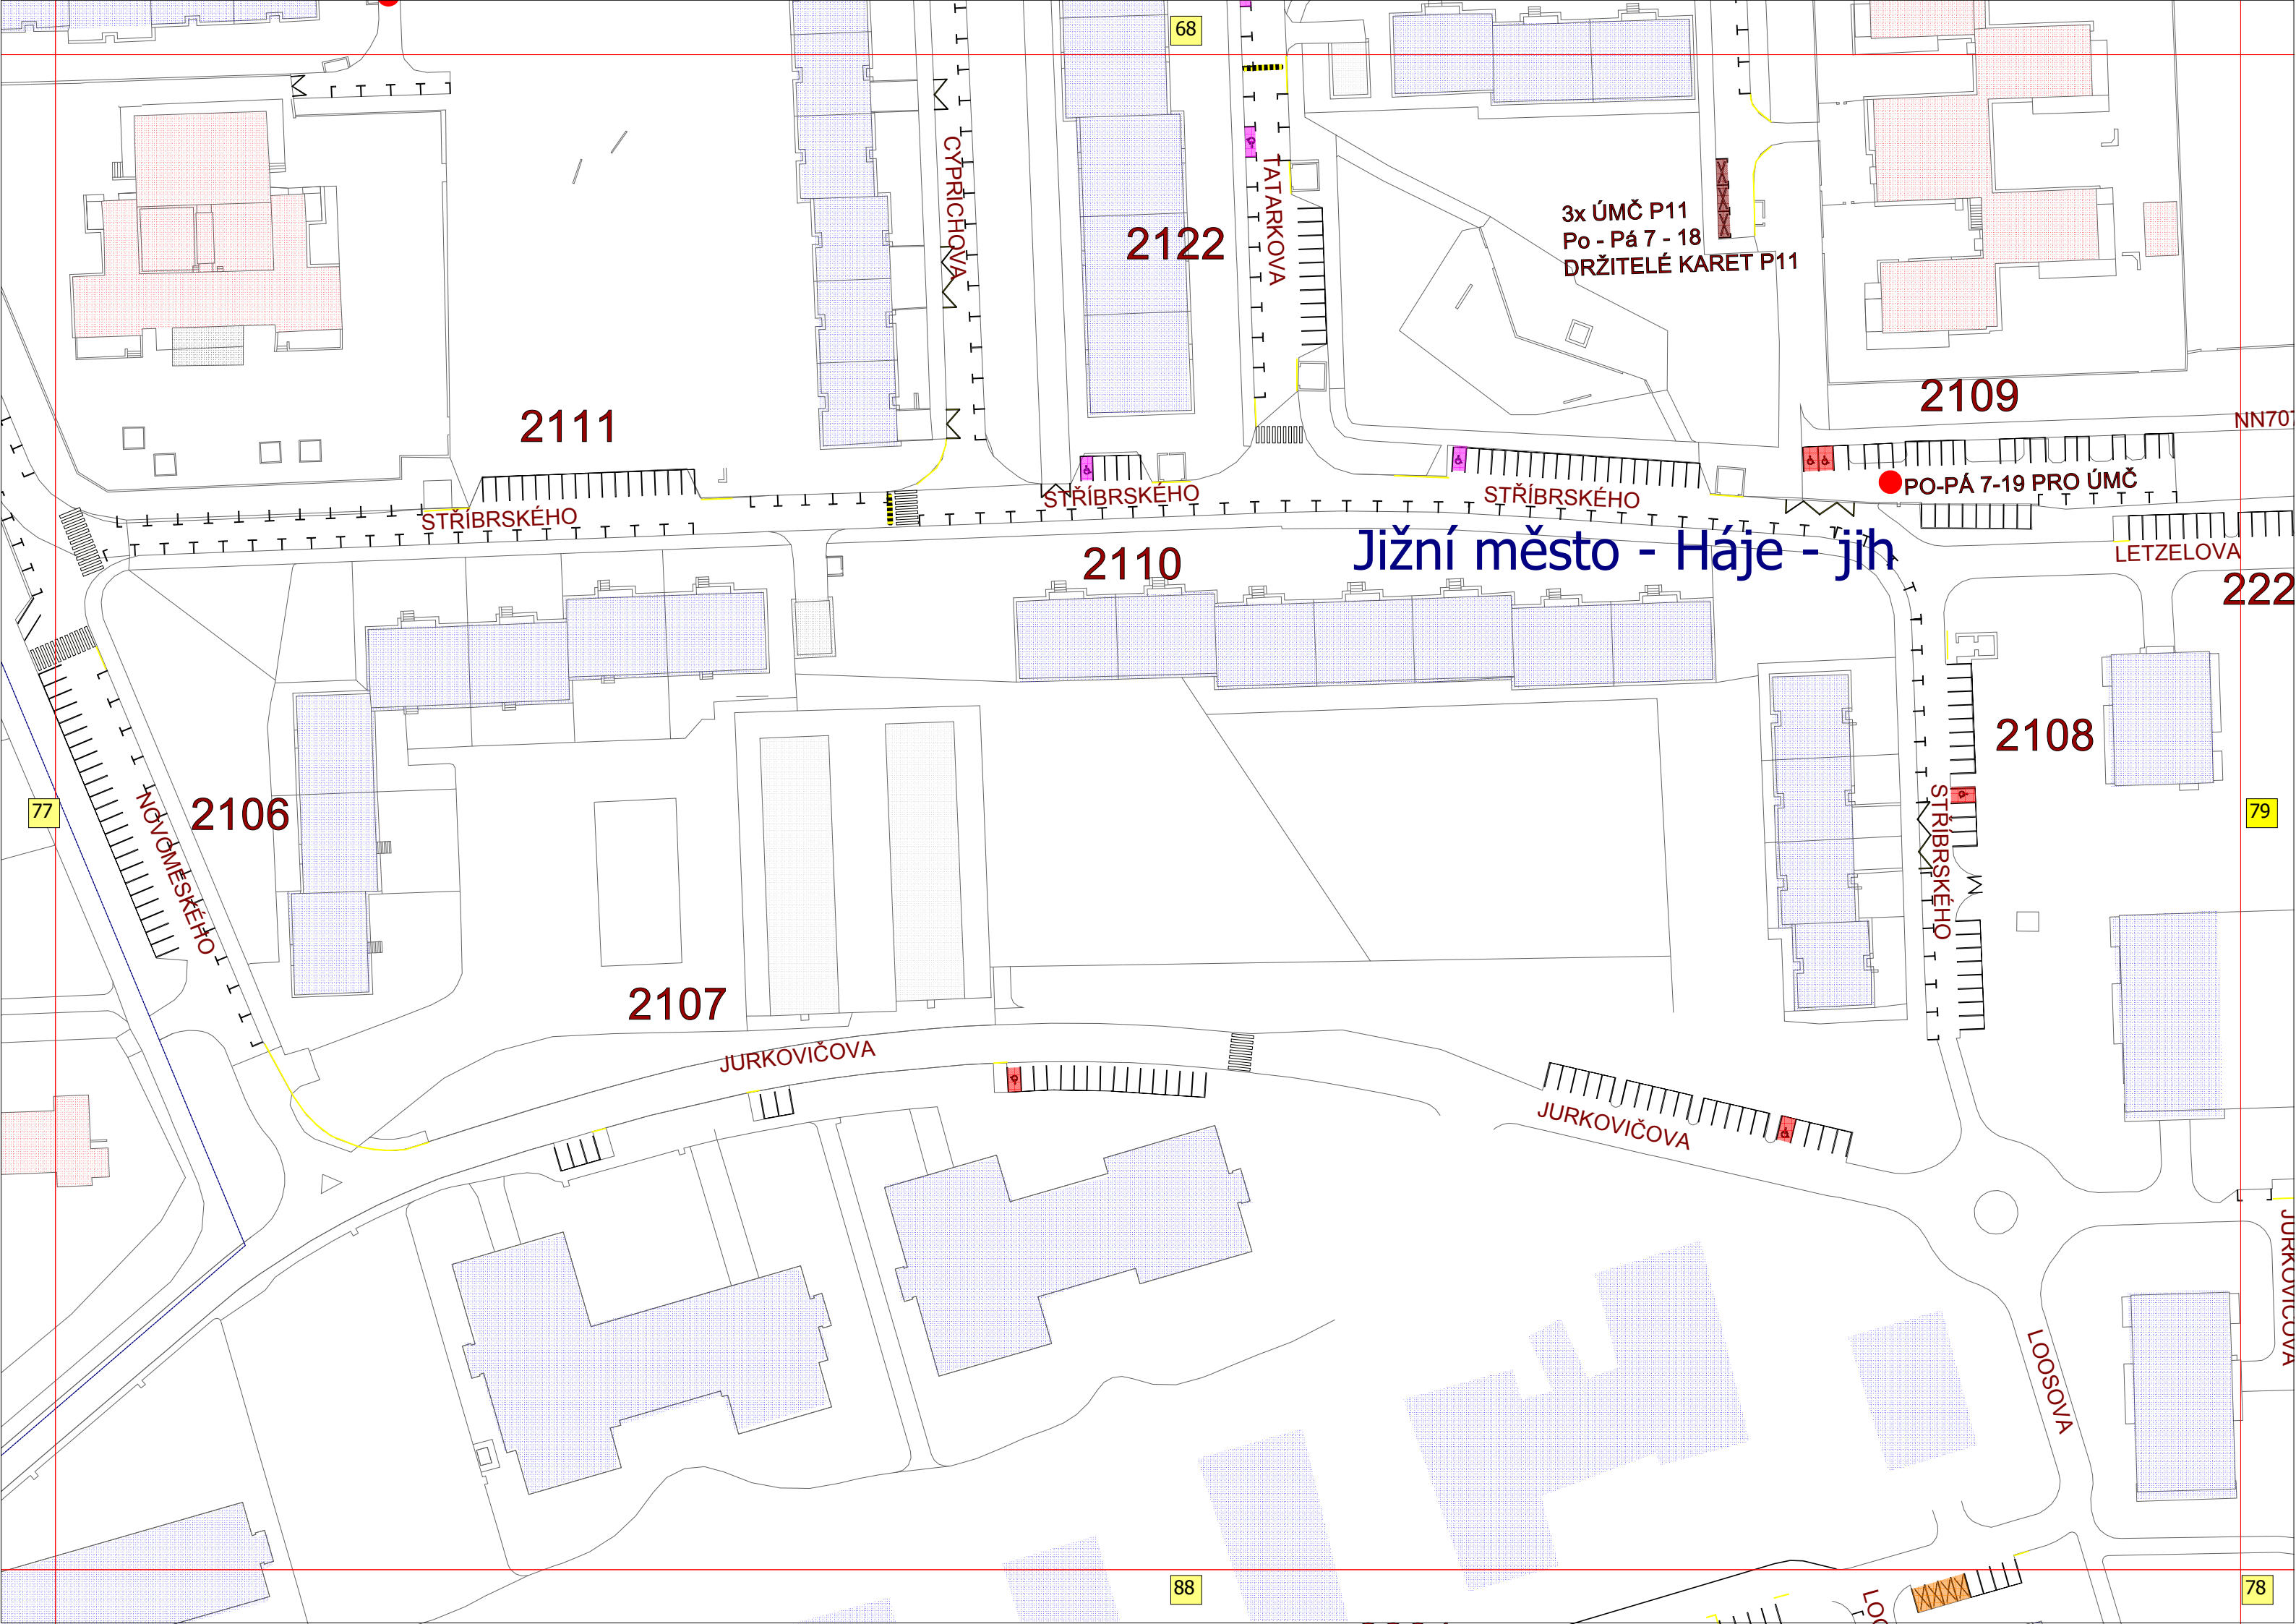 68
CYPRICHOVA
TATARKOVA
2122
3x ÚMČ P11
Po - Pá 7 - 18
DRŽITELÉ KARET P11
2109
2111
NN707
PO-PÁ 7-19 PRO ÚMČ
STŘÍBRSKÉHO
STŘÍBRSKÉHO
STŘÍBRSKÉHO
Jižní město - Háje - jih
LETZELOVA
2110
222
2108
77
NOVOMESKÉHO
2106
STŘÍBRSKÉHO
79
2107
JURKOVIČOVA
JURKOVIČOVA
JURKOVIČOVA
LOOSOVA
88
78